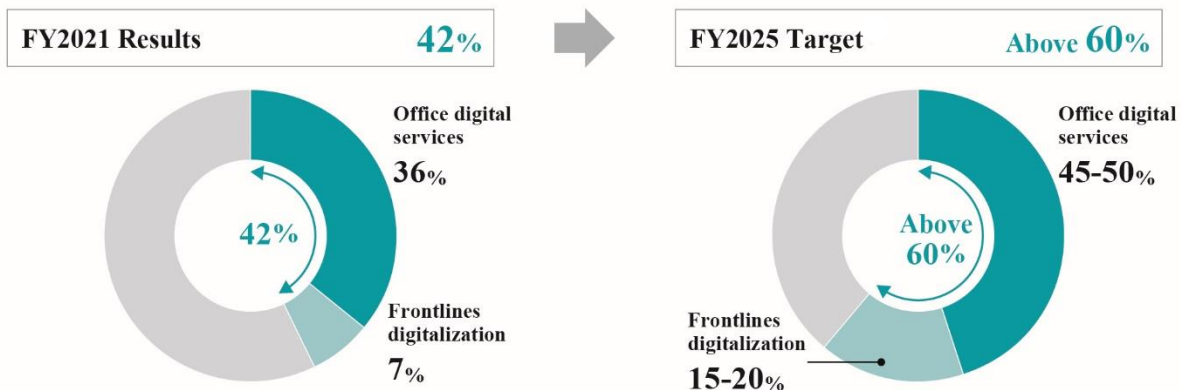 FY2021 Results 42%
Office digital
services
36%
42%
Frontlines
digitalization
7%
FY2025 Target Above 60%
Office digital
services
45-50%
Above
60%
Frontlines
digitalization
15-20%